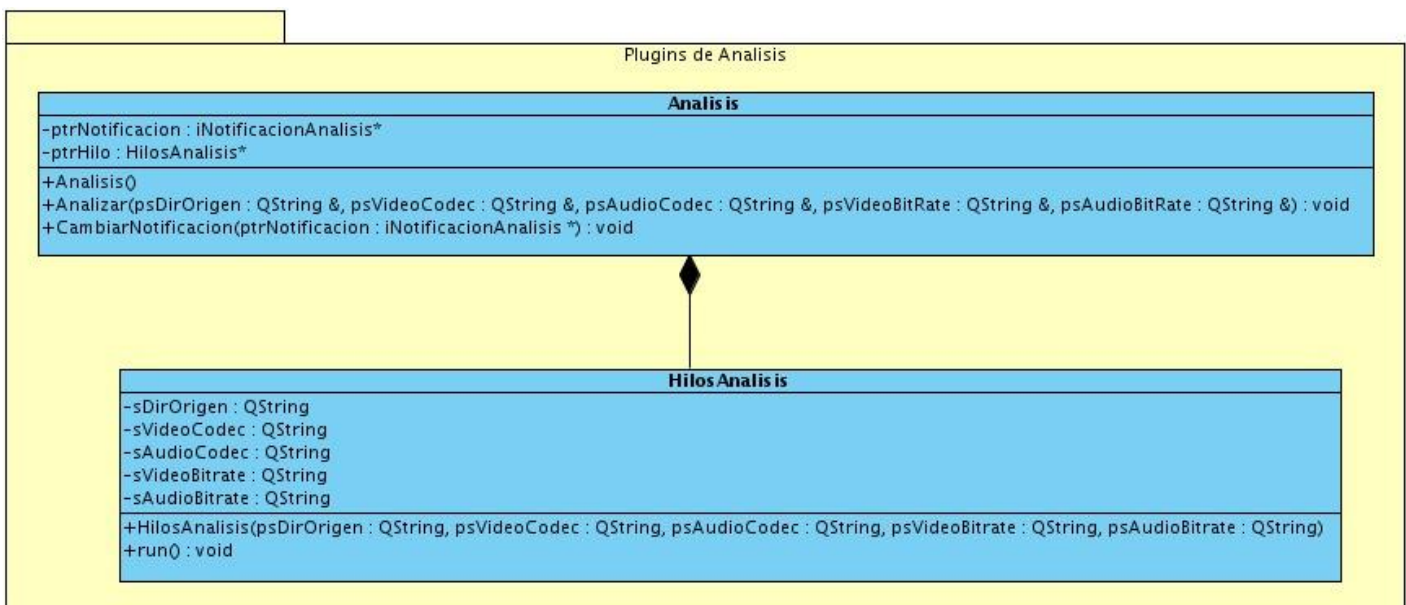 Plugins de Analisis
Analisis
-ptrNotificacion : iNotificacionAnalisis*
-ptrHilo : HilosAnalisis*
+Analisis()
+Analizar(psDirOrigen : QString &, psVideoCodec : QString &, psAudioCodec : QString &, psVideoBitRate : QString &, psAudioBitRate : QString &) : void
+CambiarNotificacion(ptrNotificacion : iNotificacionAnalisis *) : void
HilosAnalisis
-sDirOrigen : QString
-sVideoCodec : QString
-sAudioCodec : QString
-sVideoBitrate : QString
-sAudioBitrate : QString
+HilosAnalisis(psDirOrigen : QString, psVideoCodec : QString, psAudioCodec : QString, psVideoBitrate : QString, psAudioBitrate : QString)
+run() : void